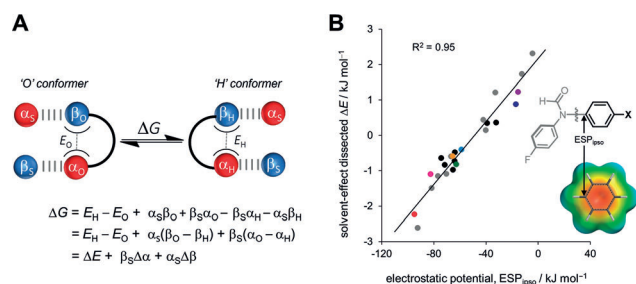 A
'O' conformer
'H' conformer
αS βO
ΔG
βH αS
EO
EH
βS αO
αH βS
ΔG = EH – EO + αSβO + βSαO – βSαH – αSβH
= EH – EO + αS(βO – βH) + βS(αO – αH)
= ΔE + βSΔα + αSΔβ
B
solvent-effect dissected ΔE / kJ mol⁻¹
3
2
1
0
-1
-2
-3
R² = 0.95
O
H
N
X
F
ESPipso
-120 -80 -40 0 40
electrostatic potential, ESPipso / kJ mol⁻¹